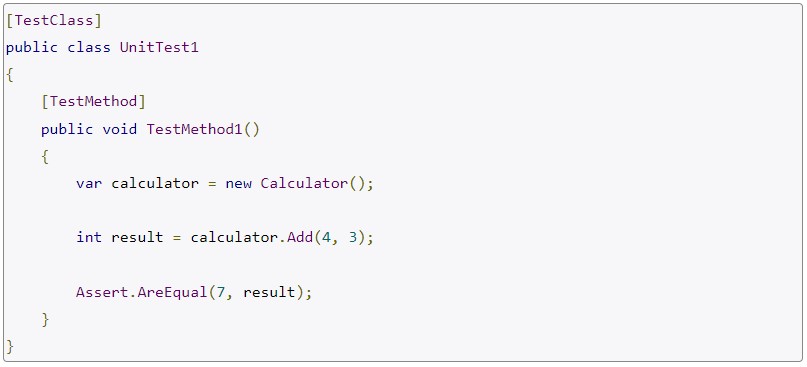 [TestClass]
public class UnitTest1
{
    [TestMethod]
    public void TestMethod1()
    {
        var calculator = new Calculator();

        int result = calculator.Add(4, 3);

        Assert.AreEqual(7, result);
    }
}